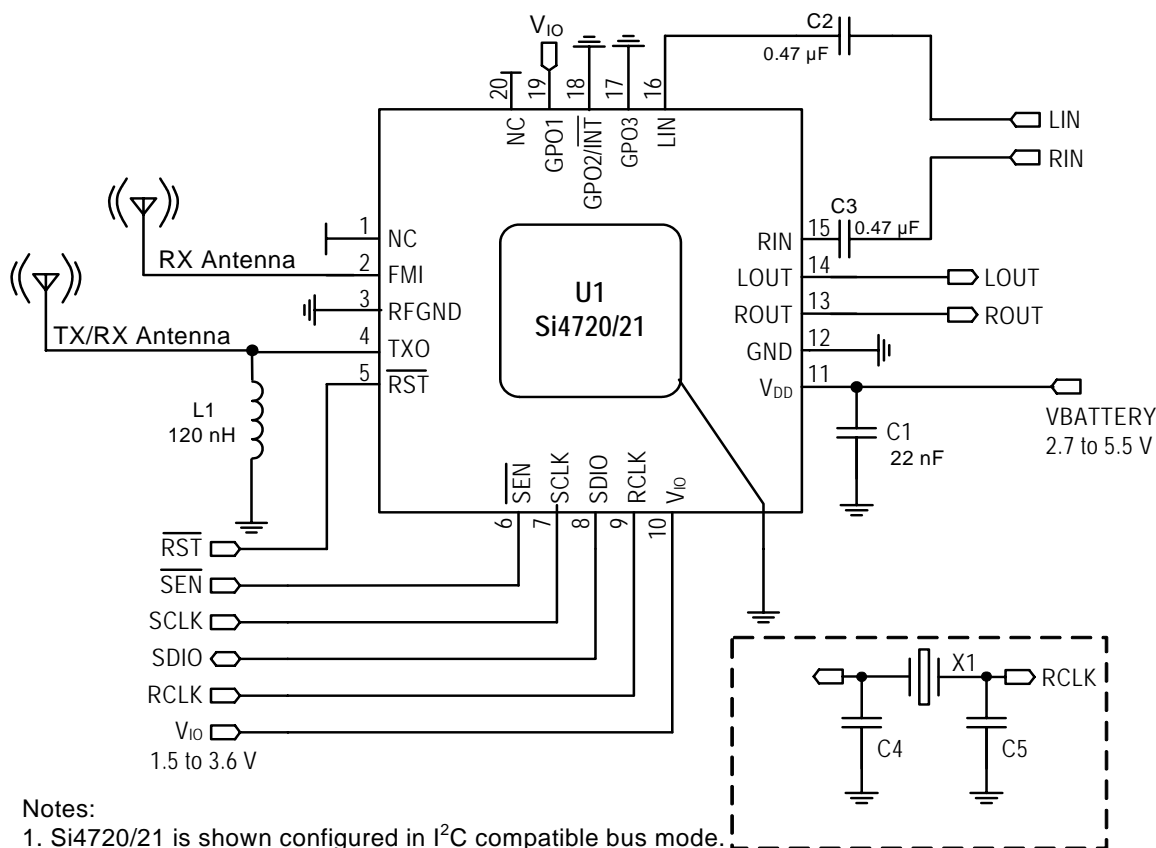 V_IO
C2
0.47 µF
20
19
18
17
16
NC
GPO1
GPO2/INT
GPO3
LIN
LIN
RIN
C3
0.47 µF
1
NC
15
RIN
RX Antenna
2
FMI
14
LOUT
LOUT
U1
Si4720/21
3
RFGND
13
ROUT
ROUT
TX/RX Antenna
4
TXO
12
GND
5
RST
11
V_DD
L1
120 nH
C1
22 nF
VBATTERY
2.7 to 5.5 V
SEN
SCLK
SDIO
RCLK
V_IO
6
7
8
9
10
RST
SEN
SCLK
SDIO
RCLK
V_IO
1.5 to 3.6 V
X1
RCLK
C4
C5
Notes:
1. Si4720/21 is shown configured in I²C compatible bus mode.